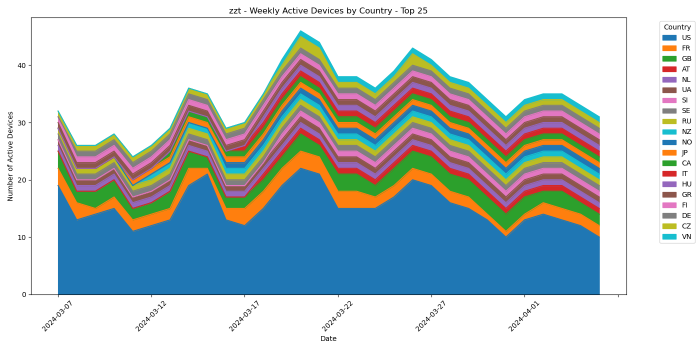 zzt - Weekly Active Devices by Country - Top 25
Number of Active Devices
40
30
20
10
0
2024-03-07
2024-03-12
2024-03-17
2024-03-22
2024-03-27
2024-04-01
Date
Country
US
FR
GB
AT
NL
UA
SI
SE
RU
NZ
NO
JP
CA
IT
HU
GR
FI
DE
CZ
VN